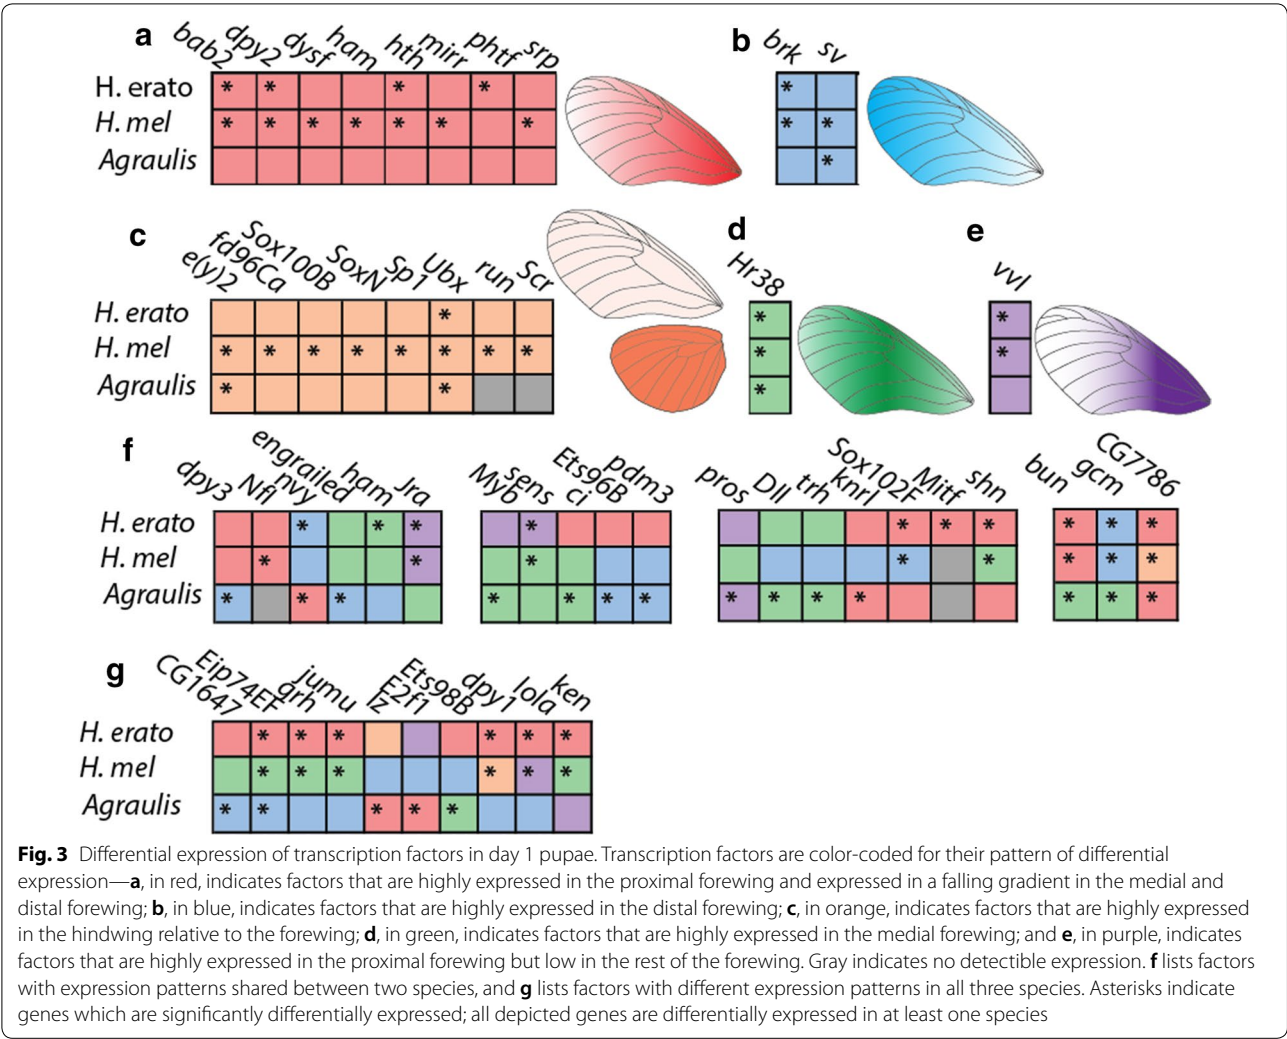 a
bab2 dpy2 dysf ham hth mirr phtf srp
H. erato * * * *
H. mel * * * * * * *
Agraulis
b
brk sv
*
* *
*
c
e(y)2 fd96Ca Sox100B SoxN Sp1 Ubx run Scr
H. erato *
H. mel * * * * * * * *
Agraulis * *
d
Hr38
*
*
*
e
vvl
*
*
f
dpy3 Nfl nvy engrailed ham Jra
Myb sens ci Ets96B pdm3
pros Dll trh knrl Sox102F Mitf shn
bun gcm CG7786
H. erato * * * * * * * * * *
H. mel * * * * * * * *
Agraulis * * * * * * * * * * * * * *
g
CG1647 Eip74EF grh jumu lz E2f1 Ets98B dpy1 lola ken
H. erato * * * * * *
H. mel * * * * * *
Agraulis * * * * *
Fig. 3 Differential expression of transcription factors in day 1 pupae. Transcription factors are color-coded for their pattern of differential
expression—a, in red, indicates factors that are highly expressed in the proximal forewing and expressed in a falling gradient in the medial and
distal forewing; b, in blue, indicates factors that are highly expressed in the distal forewing; c, in orange, indicates factors that are highly expressed
in the hindwing relative to the forewing; d, in green, indicates factors that are highly expressed in the medial forewing; and e, in purple, indicates
factors that are highly expressed in the proximal forewing but low in the rest of the forewing. Gray indicates no detectible expression. f lists factors
with expression patterns shared between two species, and g lists factors with different expression patterns in all three species. Asterisks indicate
genes which are significantly differentially expressed; all depicted genes are differentially expressed in at least one species